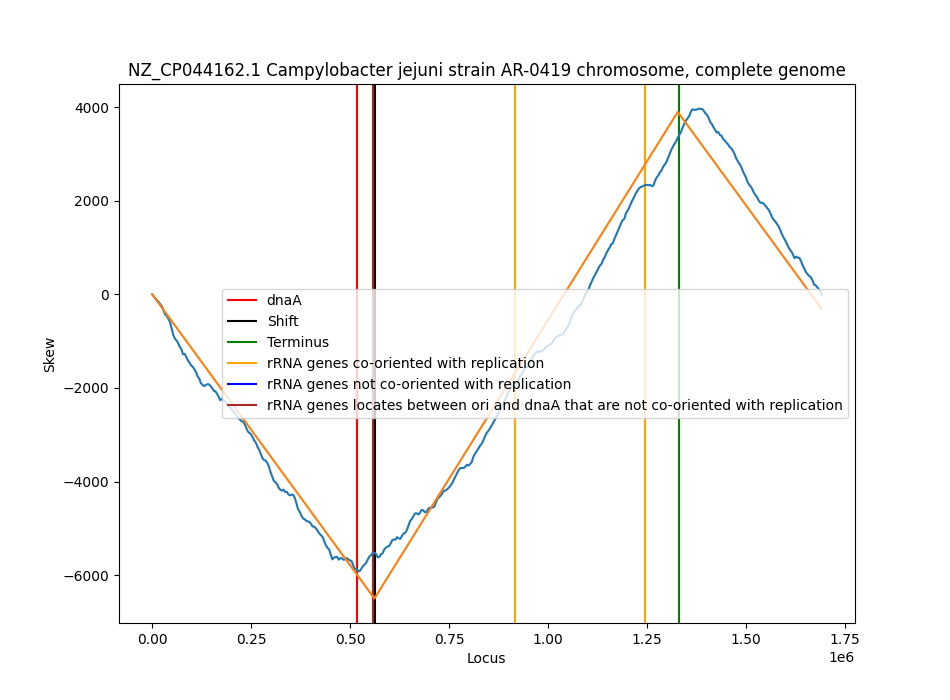 NZ_CP044162.1 Campylobacter jejuni strain AR-0419 chromosome, complete genome
4000
2000
0
−2000
−4000
−6000
Skew
dnaA
Shift
Terminus
rRNA genes co-oriented with replication
rRNA genes not co-oriented with replication
rRNA genes locates between ori and dnaA that are not co-oriented with replication
0.00 0.25 0.50 0.75 1.00 1.25 1.50 1.75
1e6
Locus